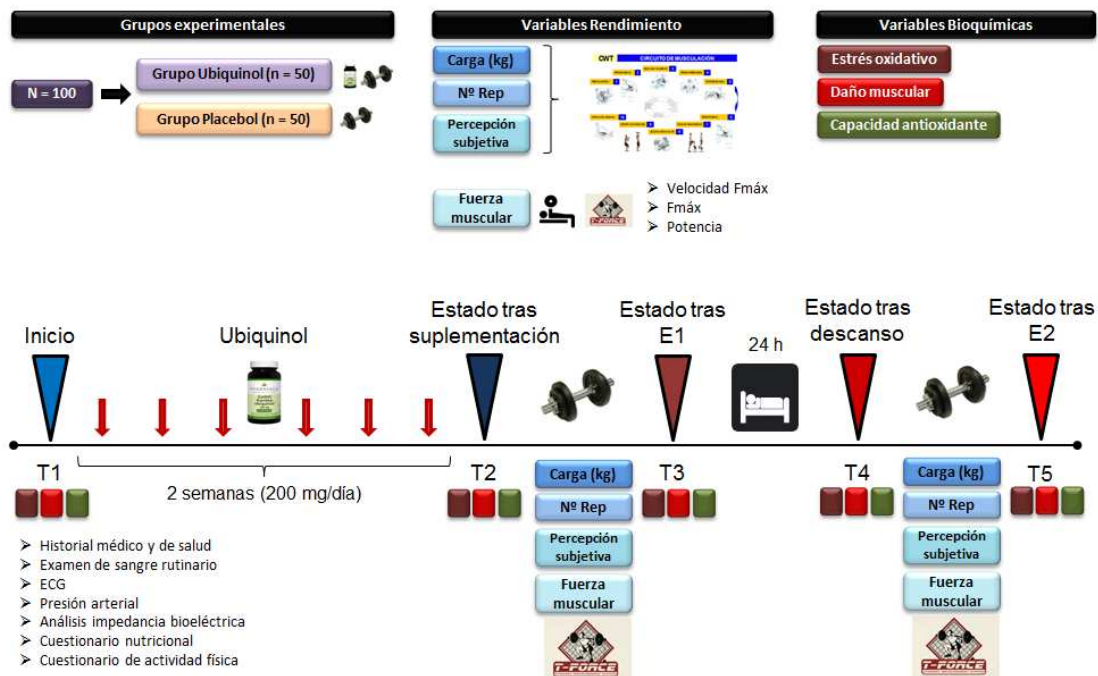 Grupos experimentales
N = 100
Grupo Ubiquinol (n = 50)
Grupo Placebol (n = 50)
Variables Rendimiento
Carga (kg)
Nº Rep
Percepción
subjetiva
CWT CIRCUITO DE MUSCULACIÓN
Fuerza
muscular
T-FORCE
➢ Velocidad Fmáx
➢ Fmáx
➢ Potencia
Variables Bioquímicas
Estrés oxidativo
Daño muscular
Capacidad antioxidante
Inicio
Ubiquinol
Estado tras
suplementación
Estado tras
E1
24 h
Estado tras
descanso
Estado tras
E2
T1
2 semanas (200 mg/día)
T2
T3
T4
T5
➢ Historial médico y de salud
➢ Examen de sangre rutinario
➢ ECG
➢ Presión arterial
➢ Análisis impedancia bioeléctrica
➢ Cuestionario nutricional
➢ Cuestionario de actividad física
Carga (kg)
Nº Rep
Percepción
subjetiva
Fuerza
muscular
T-FORCE
Carga (kg)
Nº Rep
Percepción
subjetiva
Fuerza
muscular
T-FORCE